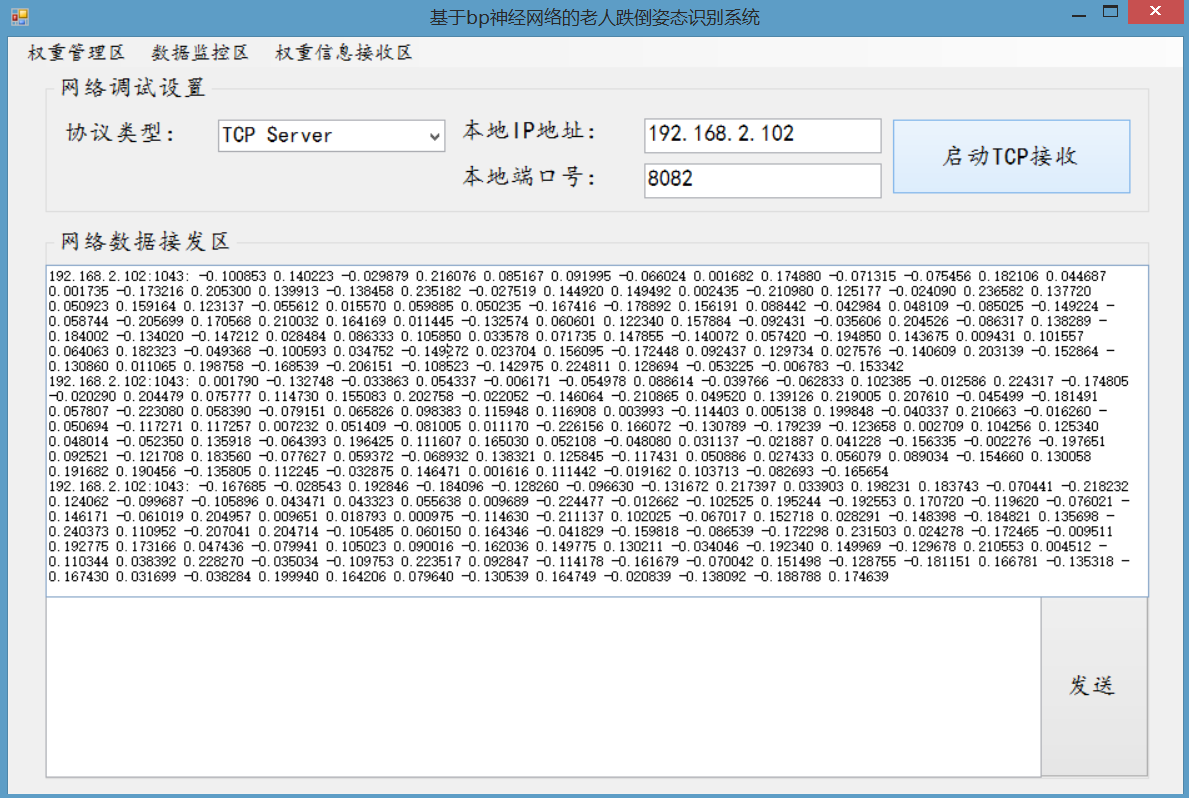 基于bp神经网络的老人跌倒姿态识别系统
权重管理区 数据监控区 权重信息接收区
网络调试设置
协议类型: TCP Server 本地IP地址: 192.168.2.102
启动TCP接收
本地端口号: 8082
网络数据接发区
192.168.2.102:1043: -0.100853 0.140223 -0.029879 0.216076 0.085167 0.091995 -0.066024 0.001682 0.174880 -0.071315 -0.075456 0.182106 0.044687
0.001735 -0.173216 0.205300 0.139913 -0.138458 0.235182 -0.027519 0.144920 0.149492 0.002435 -0.210980 0.125177 -0.024090 0.236582 0.137720
0.050923 0.159164 0.123137 -0.055612 0.015570 0.059885 0.050235 -0.167416 -0.178892 0.156191 0.088442 -0.042984 0.048109 -0.085025 -0.149224 -
0.058744 -0.205699 0.170568 0.210032 0.164169 0.011445 -0.132574 0.060601 0.122340 0.157884 -0.092431 -0.035606 0.204526 -0.086317 0.138289 -
0.184002 -0.134020 -0.147212 0.028484 0.086333 0.105850 0.033578 0.071735 0.147855 -0.140072 0.057420 -0.194850 0.143675 0.009431 0.101557
0.064063 0.182323 -0.049368 -0.100593 0.034752 -0.149272 0.023704 0.156095 -0.172448 0.092437 0.129734 0.027576 -0.140609 0.203139 -0.152864 -
0.130860 0.011065 0.198758 -0.168539 -0.206151 -0.108523 -0.142975 0.224811 0.128694 -0.053225 -0.006783 -0.153342
192.168.2.102:1043: 0.001790 -0.132748 -0.033863 0.054337 -0.006171 -0.054978 0.088614 -0.039766 -0.062833 0.102385 -0.012586 0.224317 -0.174805
-0.020290 0.204479 0.075777 0.114730 0.155083 0.202758 -0.022052 -0.146064 -0.210865 0.049520 0.139126 0.219005 0.207610 -0.045499 -0.181491
0.057807 -0.223080 0.058390 -0.079151 0.065826 0.098383 0.115948 0.116908 0.003993 -0.114403 0.005138 0.199848 -0.040337 0.210663 -0.016260 -
0.050694 -0.117271 0.117257 0.007232 0.051409 -0.081005 0.011170 -0.226156 0.166072 -0.130789 -0.179239 -0.123658 0.002709 0.104256 0.125340
0.048014 -0.052350 0.135918 -0.064393 0.196425 0.111607 0.165030 0.052108 -0.048080 0.031137 -0.021887 0.041228 -0.156335 -0.002276 -0.197651
0.092521 -0.121708 0.183560 -0.077627 0.059372 -0.068932 0.138321 0.125845 -0.117431 0.050886 0.027433 0.056079 0.089034 -0.154660 0.130058
0.191682 0.190456 -0.135805 0.112245 -0.032875 0.146471 0.001616 0.111442 -0.019162 0.103713 -0.082693 -0.165654
192.168.2.102:1043: -0.167685 -0.028543 0.192846 -0.184096 -0.128260 -0.096630 -0.131672 0.217397 0.033903 0.198231 0.183743 -0.070441 -0.218232
0.124062 -0.099687 -0.105896 0.043471 0.043323 0.055638 0.009689 -0.224477 -0.012662 -0.102525 0.195244 -0.192553 0.170720 -0.119620 -0.076021 -
0.146171 -0.061019 0.204957 0.009651 0.018793 0.000975 -0.114630 -0.211137 0.102025 -0.067017 0.152718 0.028291 -0.148398 -0.184821 0.135698 -
0.240373 0.110952 -0.207041 0.204714 -0.105485 0.060150 0.164346 -0.041829 -0.159818 -0.086539 -0.172298 0.231503 0.024278 -0.172465 -0.009511
0.192775 0.173166 0.047436 -0.079941 0.105023 0.090016 -0.162036 0.149775 0.130211 -0.034046 -0.192340 0.149969 -0.129678 0.210553 0.004512 -
0.110344 0.038392 0.228270 -0.035034 -0.109753 0.223517 0.092847 -0.114178 -0.161679 -0.070042 0.151498 -0.128755 -0.181151 0.166781 -0.135318 -
0.167430 0.031699 -0.038284 0.199940 0.164206 0.079640 -0.130539 0.164749 -0.020839 -0.138092 -0.188788 0.174639
发送